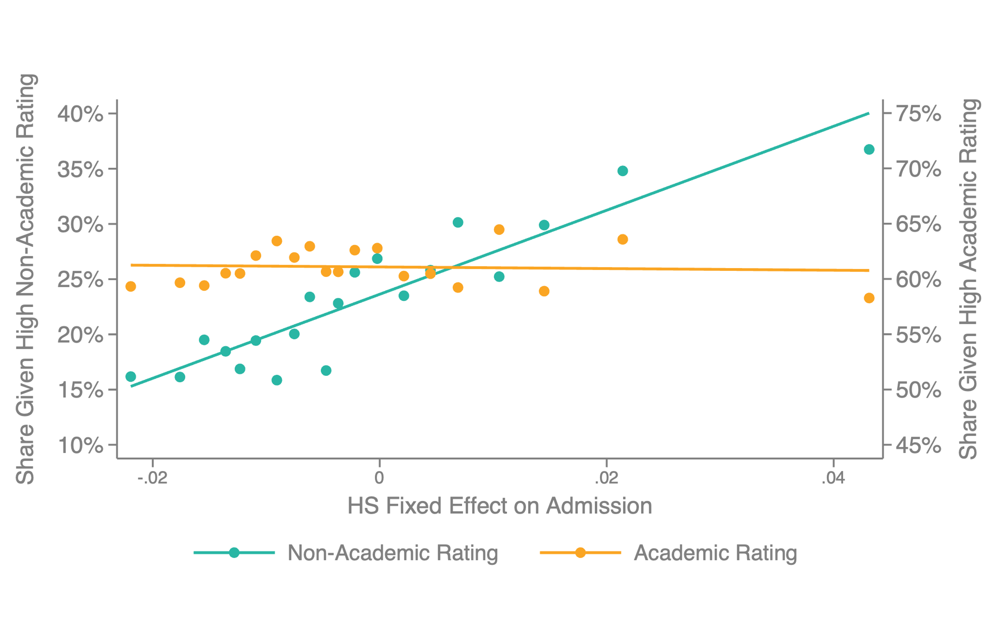 Share Given High Non-Academic Rating
40%
35%
30%
25%
20%
15%
10%
75%
70%
65%
60%
55%
50%
45%
Share Given High Academic Rating
-.02 0 .02 .04
HS Fixed Effect on Admission
Non-Academic Rating Academic Rating